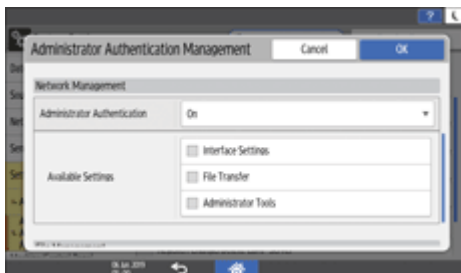 Administrator Authentication Management
Cancel
OK
Network Management
Administrator Authentication
On
Available Settings
Interface Settings
File Transfer
Administrator Tools